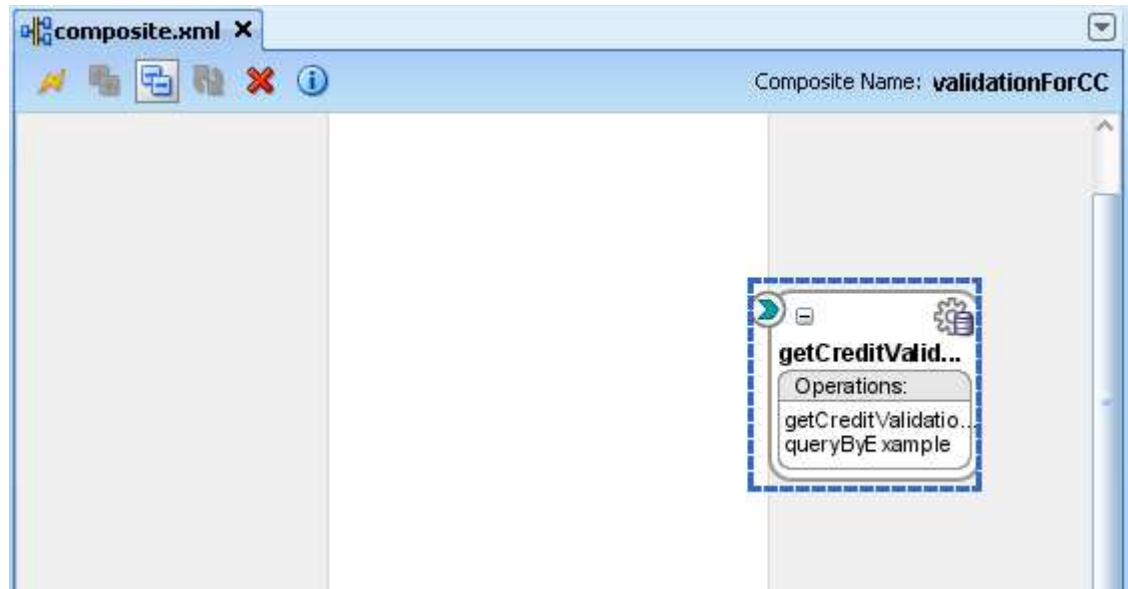 composite.xml
Composite Name: validationForCC
getCreditValid...
Operations:
getCreditValidatio...
queryByExample